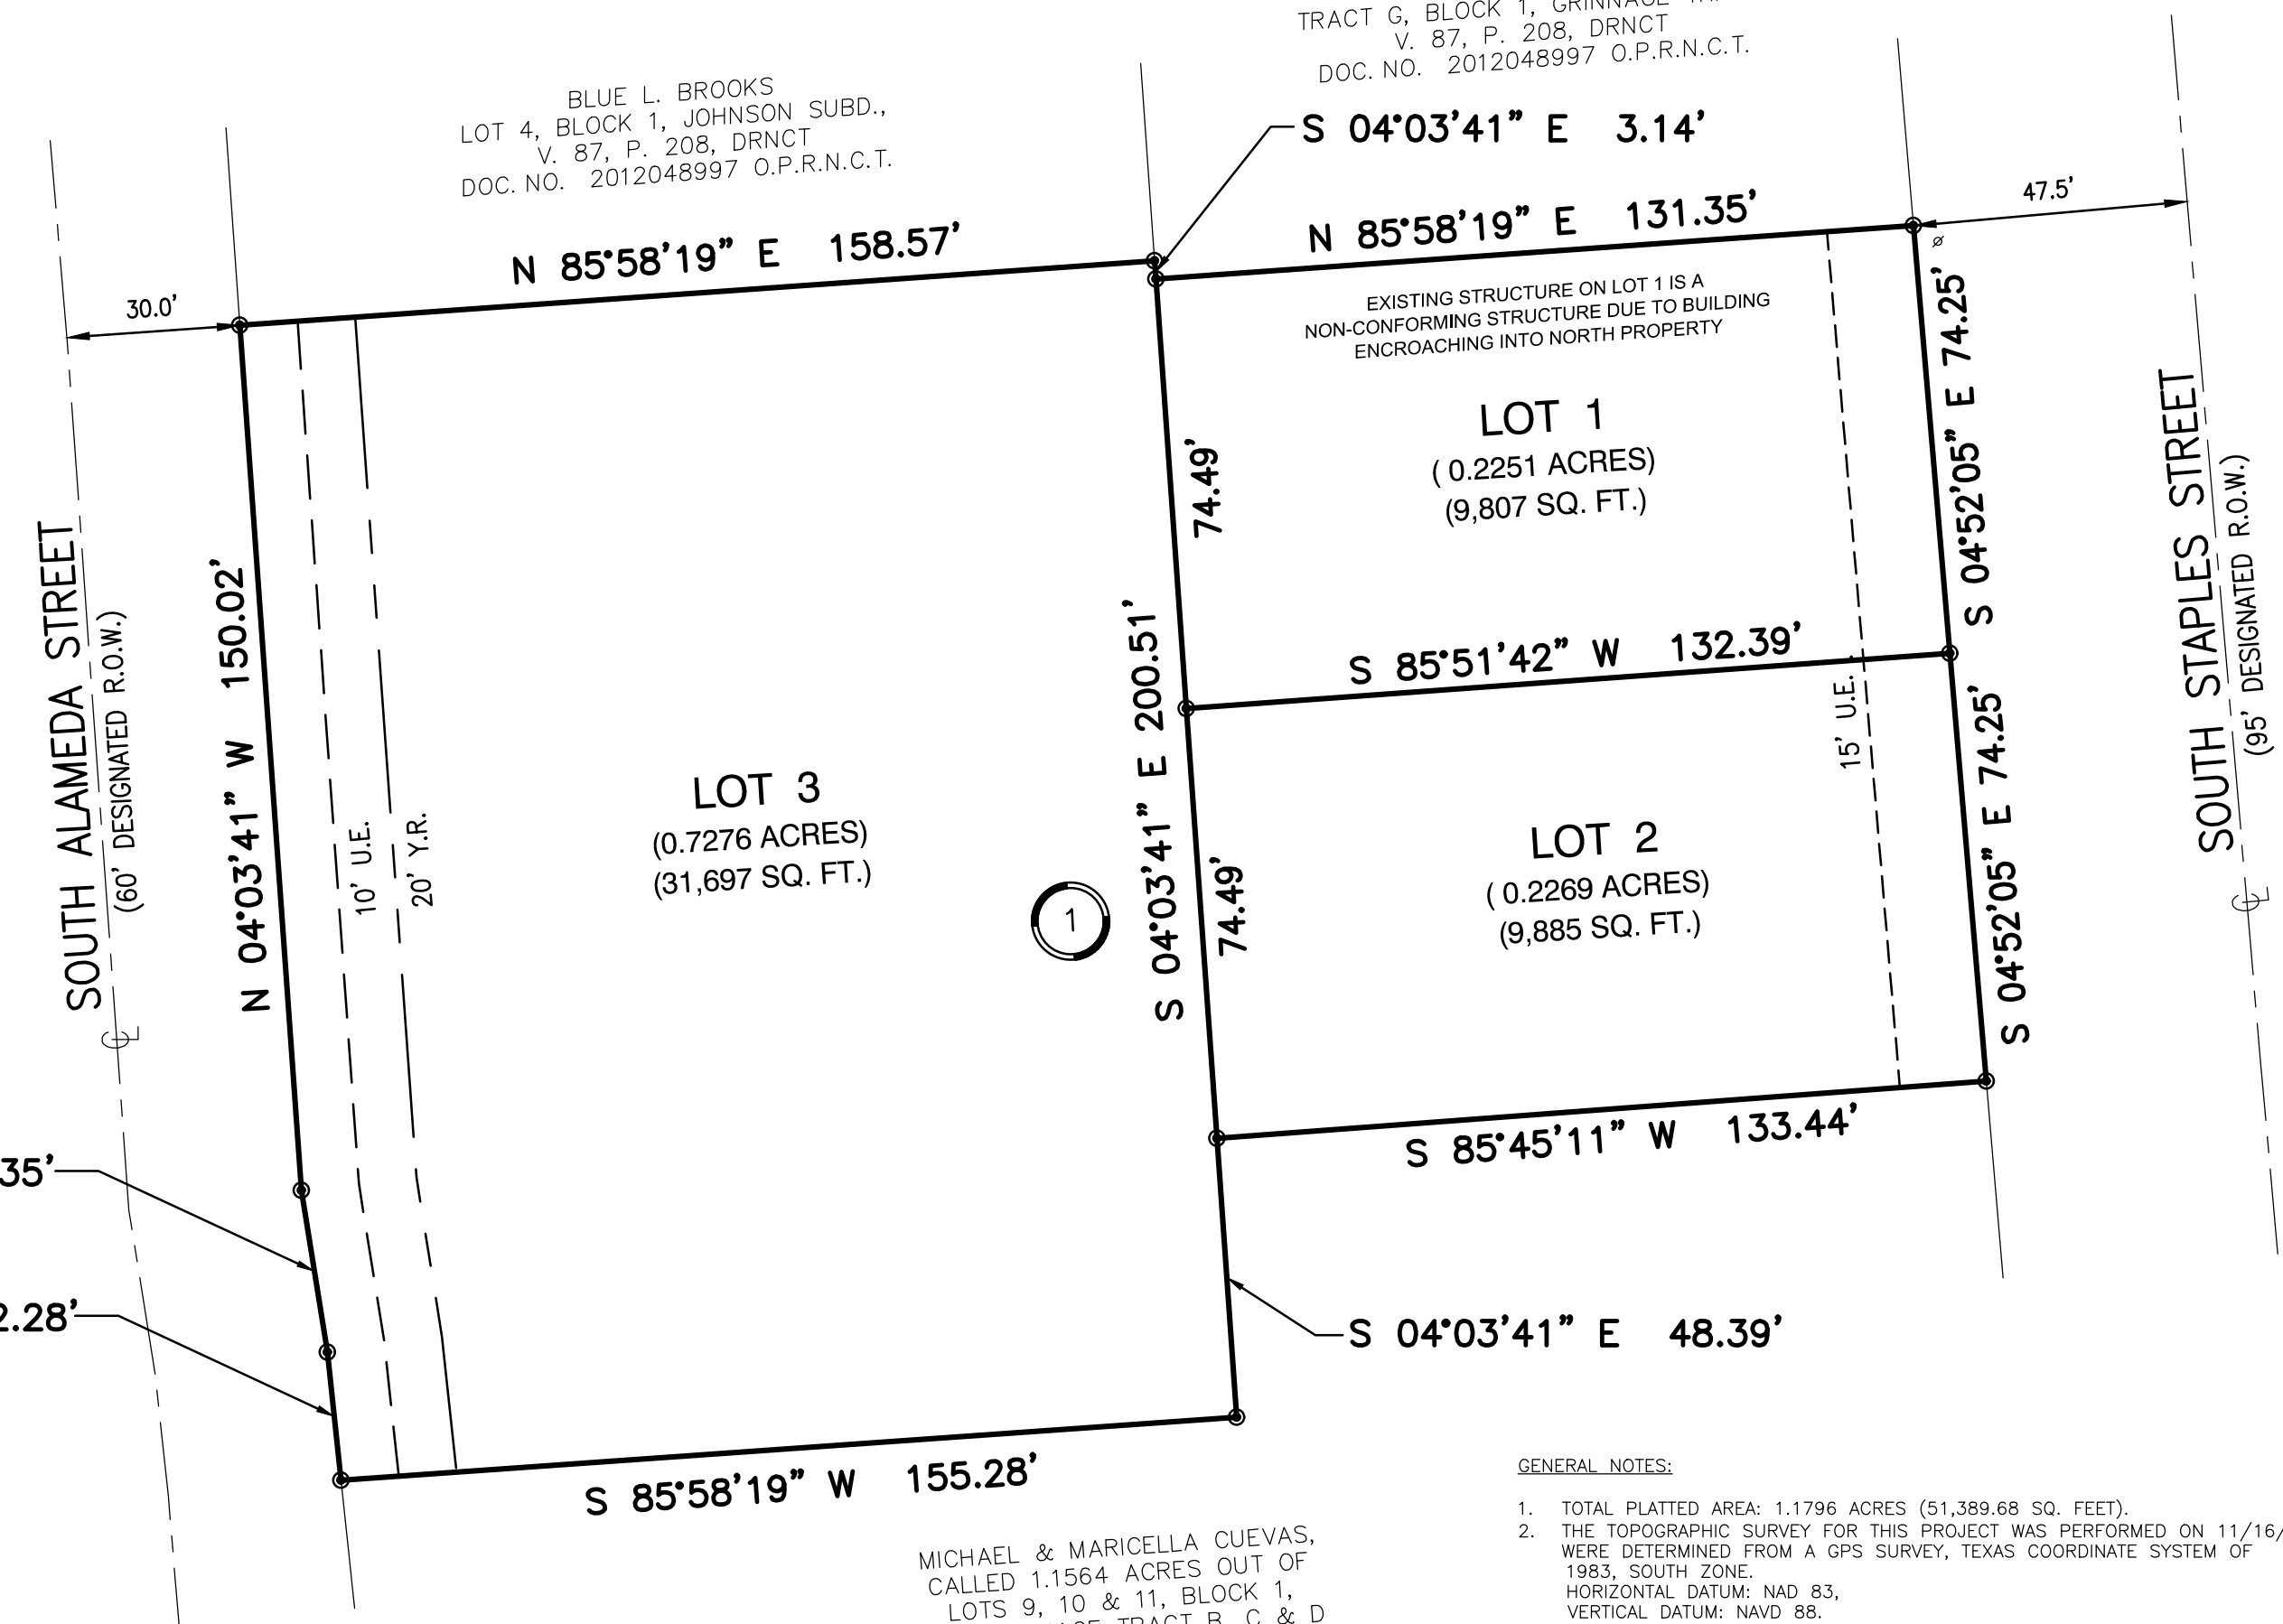 TRACT G, BLOCK 1,
V. 87, P. 208, DRNCT
DOC. NO. 2012048997 O.P.R.N.C.T.
BLUE L. BROOKS
LOT 4, BLOCK 1, JOHNSON SUBD.,
V. 87, P. 208, DRNCT
DOC. NO. 2012048997 O.P.R.N.C.T.
S 04°03'41" E 3.14'
N 85°58'19" E 158.57'
N 85°58'19" E 131.35'
47.5'
30.0'
EXISTING STRUCTURE ON LOT 1 IS A
NON-CONFORMING STRUCTURE DUE TO BUILDING
ENCROACHING INTO NORTH PROPERTY
LOT 1
( 0.2251 ACRES)
(9,807 SQ. FT.)
74.49'
S 04°52'05" E 74.25'
SOUTH STAPLES STREET
(95' DESIGNATED R.O.W.)
SOUTH ALAMEDA STREET
(60' DESIGNATED R.O.W.)
N 04°03'41" W 150.02'
10' U.E.
20' Y.R.
LOT 3
(0.7276 ACRES)
(31,697 SQ. FT.)
1
S 04°03'41" E 200.51'
S 85°51'42" W 132.39'
15' U.E.
LOT 2
( 0.2269 ACRES)
(9,885 SQ. FT.)
74.49'
S 04°52'05" E 74.25'
S 85°45'11" W 133.44'
35'
2.28'
S 04°03'41" E 48.39'
S 85°58'19" W 155.28'
MICHAEL & MARICELLA CUEVAS,
CALLED 1.1564 ACRES OUT OF
LOTS 9, 10 & 11, BLOCK 1,
TRACT B, C & D
GENERAL NOTES:
1. TOTAL PLATTED AREA: 1.1796 ACRES (51,389.68 SQ. FEET).
2. THE TOPOGRAPHIC SURVEY FOR THIS PROJECT WAS PERFORMED ON 11/16/
WERE DETERMINED FROM A GPS SURVEY, TEXAS COORDINATE SYSTEM OF
1983, SOUTH ZONE.
HORIZONTAL DATUM: NAD 83,
VERTICAL DATUM: NAVD 88.